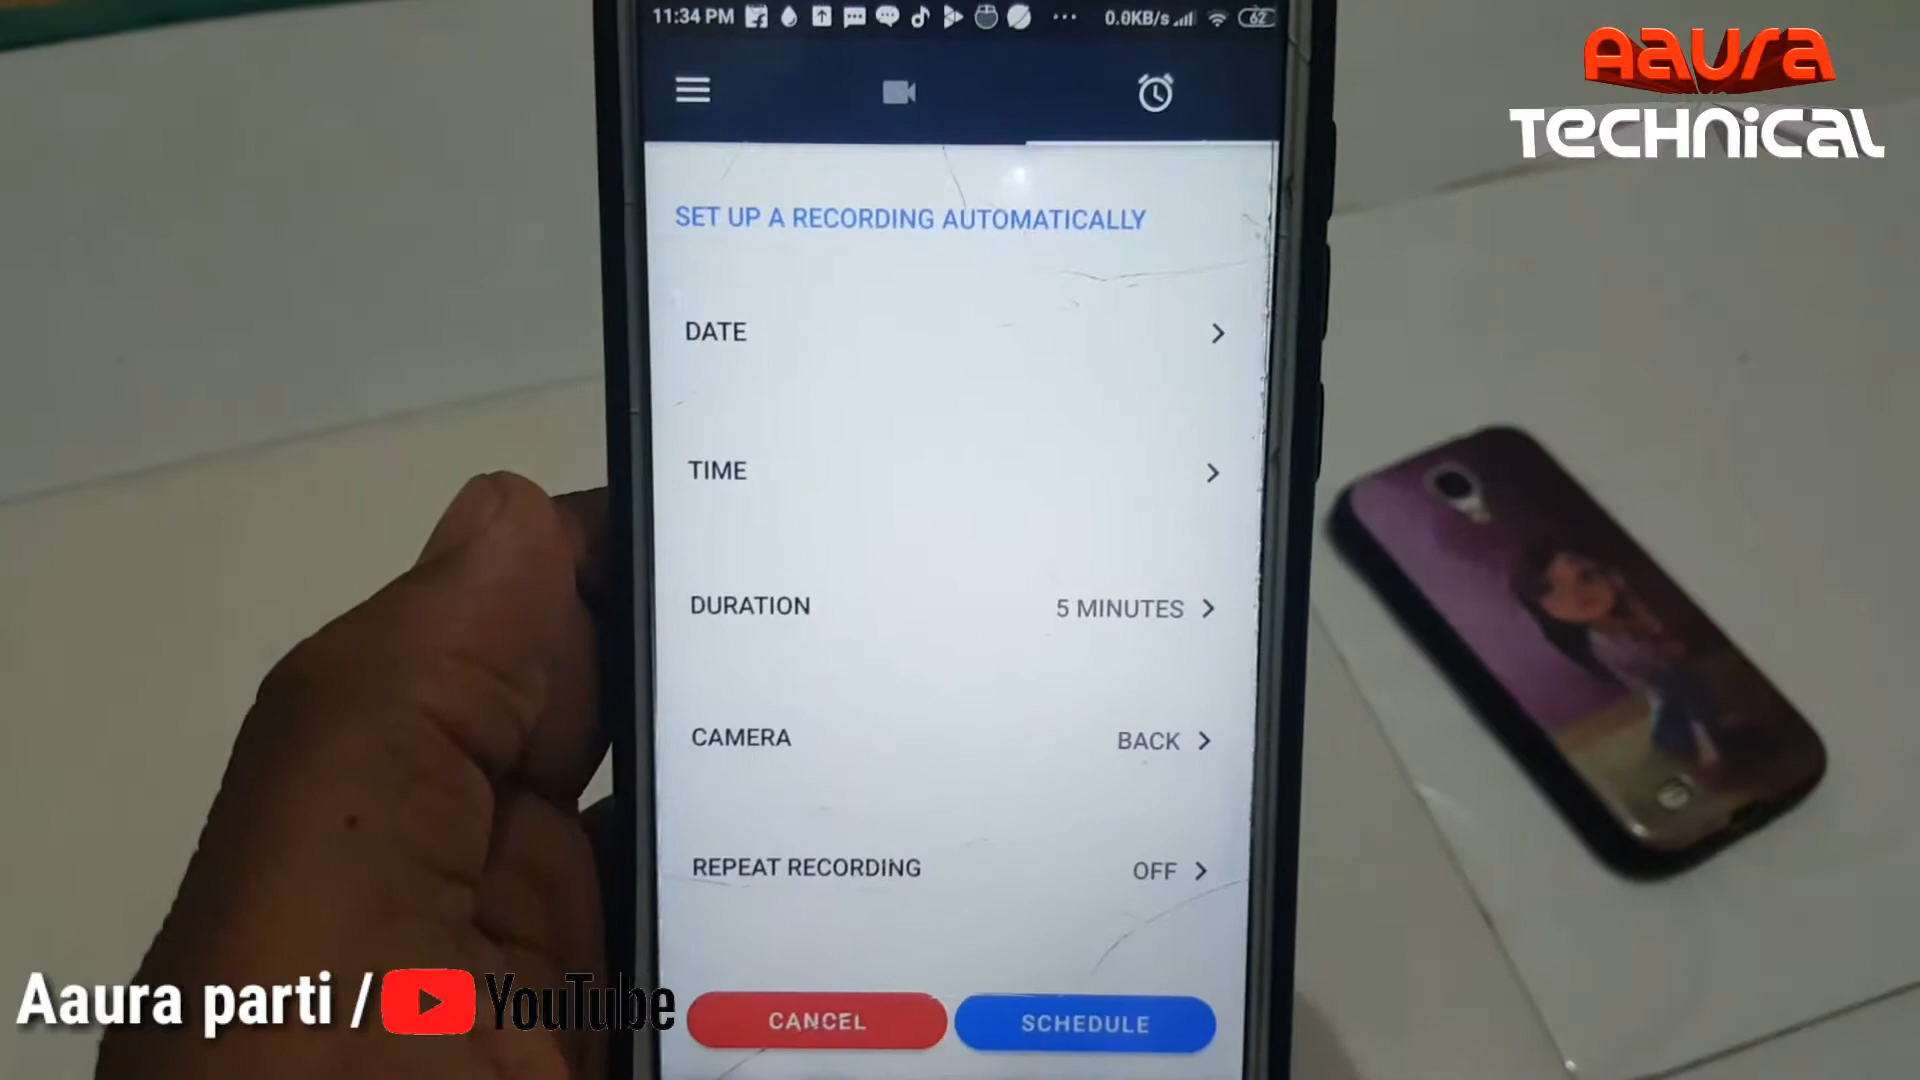 11:34 PM 0.0KB/s 62
Aaura
TECHNiCAL
SET UP A RECORDING AUTOMATICALLY
DATE
TIME
DURATION 5 MINUTES
CAMERA BACK
REPEAT RECORDING OFF
CANCEL SCHEDULE
Aaura parti / YouTube